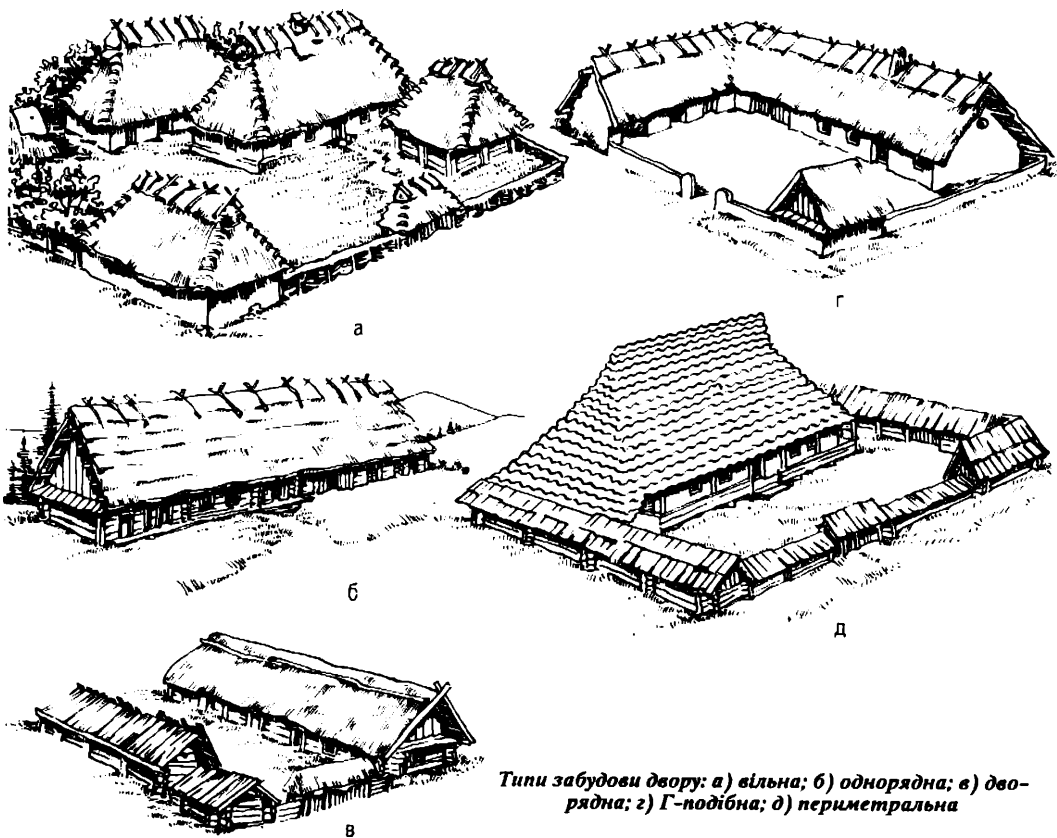 а
г
б
д
в
Типи забудови двору: а) вільна; б) однорядна; в) дво-
рядна; г) Г-подібна; д) периметральна